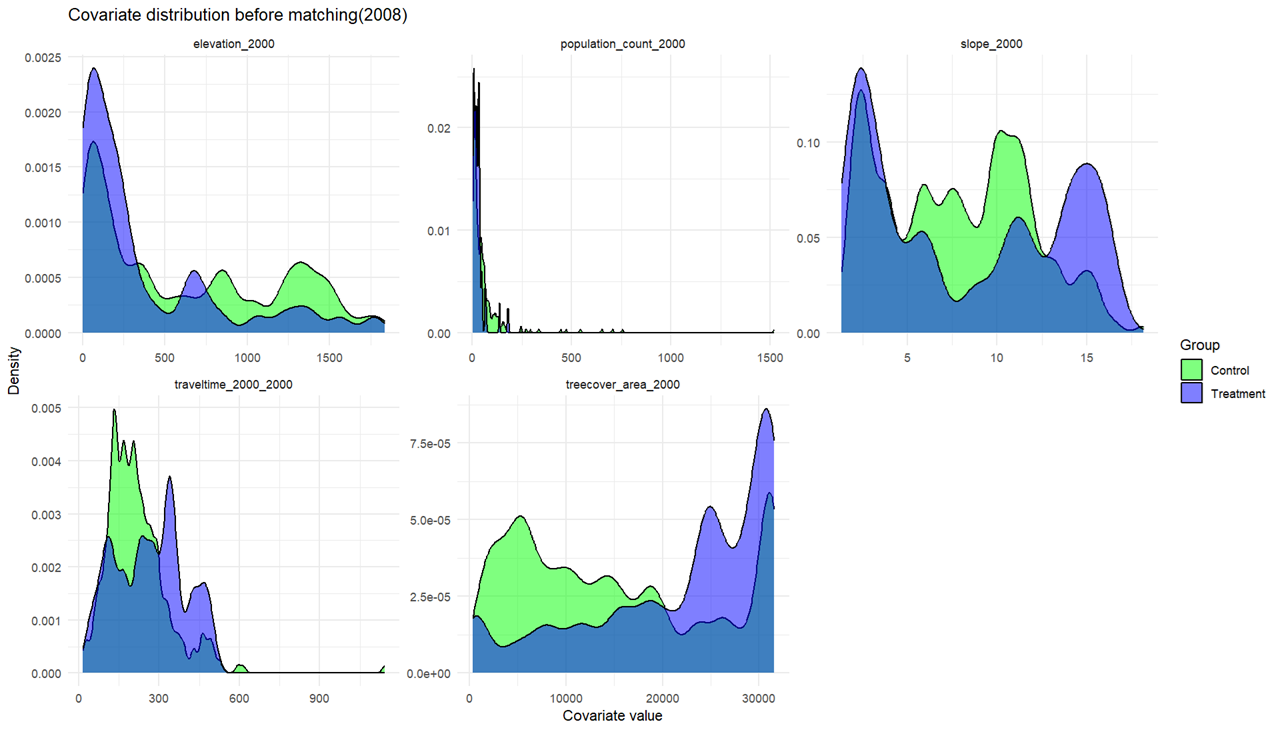 Covariate distribution before matching(2008)
elevation_2000
population_count_2000
slope_2000
0.0025
0.0020
0.0015
0.0010
0.0005
0.0000
0 500 1000 1500
0.02
0.01
0.00
0 500 1000 1500
0.10
0.05
0.00
5 10 15
Density
Group
Control
Treatment
traveltime_2000_2000
treecover_area_2000
0.005
0.004
0.003
0.002
0.001
0.000
0 300 600 900
7.5e-05
5.0e-05
2.5e-05
0.0e+00
0 10000 20000 30000
Covariate value